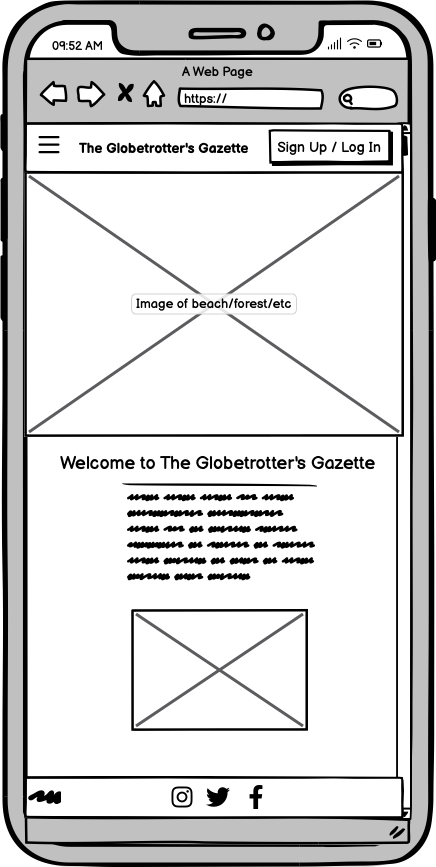 09:52 AM
A Web Page
https://
The Globetrotter's Gazette
Sign Up / Log In
Image of beach/forest/etc
Welcome to The Globetrotter's Gazette